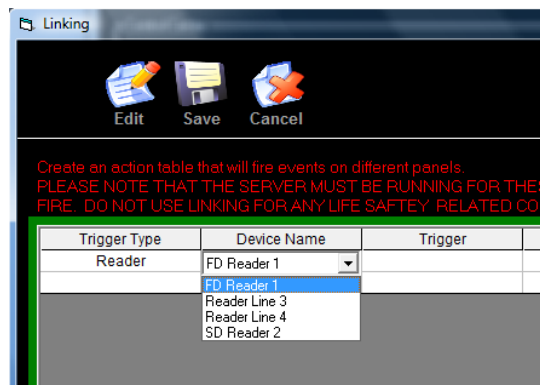 Linking
Edit Save Cancel
Create an action table that will fire events on different panels.
PLEASE NOTE THAT THE SERVER MUST BE RUNNING FOR THE
FIRE. DO NOT USE LINKING FOR ANY LIFE SAFTEY RELATED CO
Trigger Type Device Name Trigger
Reader FD Reader 1
FD Reader 1
Reader Line 3
Reader Line 4
SD Reader 2